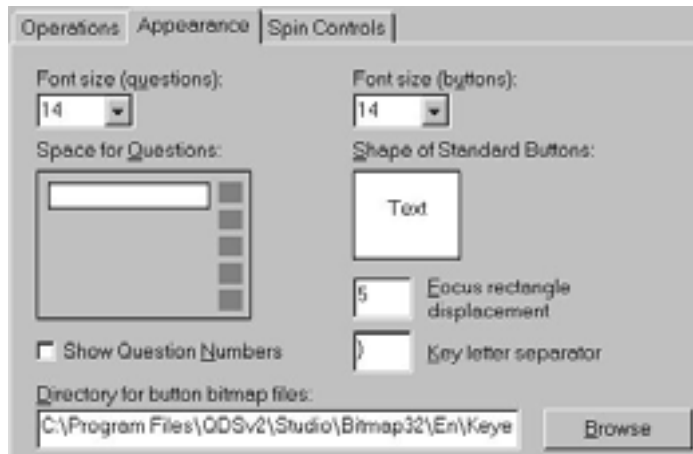 Operations Appearance Spin Controls
Font size (questions): Font size (buttons):
14 14
Space for Questions: Shape of Standard Buttons:
Text
5 Focus rectangle
displacement
Show Question Numbers } Key letter separator
Directory for button bitmap files:
C:\Program Files\QDSv2\Studio\Bitmap32\En\Keye Browse